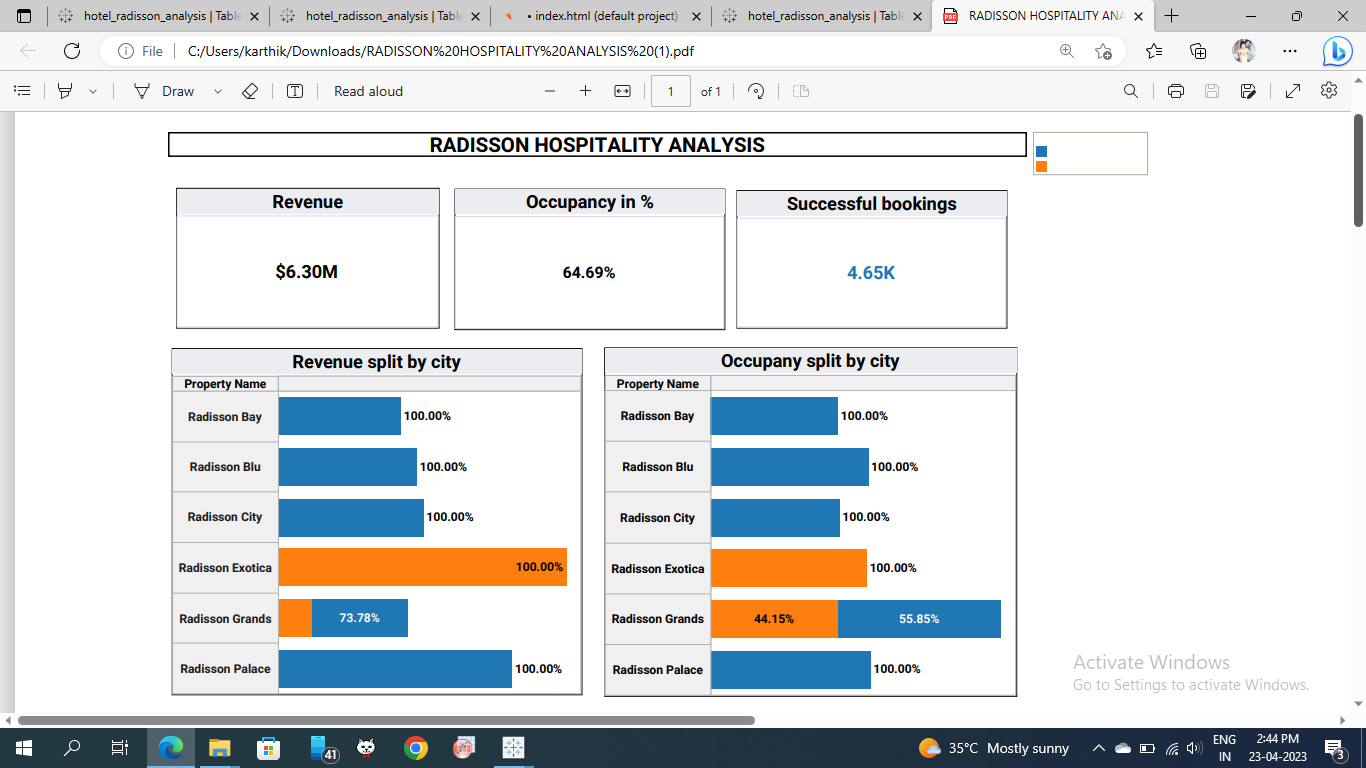 hotel_radisson_analysis | Table
hotel_radisson_analysis | Table
• index.html (default project)
hotel_radisson_analysis | Table
RADISSON HOSPITALITY ANA
File
C:/Users/karthik/Downloads/RADISSON%20HOSPITALITY%20ANALYSIS%20(1).pdf
Draw
Read aloud
1
of 1
RADISSON HOSPITALITY ANALYSIS
Revenue
$6.30M
Occupancy in %
64.69%
Successful bookings
4.65K
Revenue split by city
Property Name
Radisson Bay 100.00%
Radisson Blu 100.00%
Radisson City 100.00%
Radisson Exotica 100.00%
Radisson Grands 73.78%
Radisson Palace 100.00%
Occupany split by city
Property Name
Radisson Bay 100.00%
Radisson Blu 100.00%
Radisson City 100.00%
Radisson Exotica 100.00%
Radisson Grands 44.15% 55.85%
Radisson Palace 100.00%
Activate Windows
Go to Settings to activate Windows.
41
35°C Mostly sunny
ENG
IN
2:44 PM
23-04-2023
3